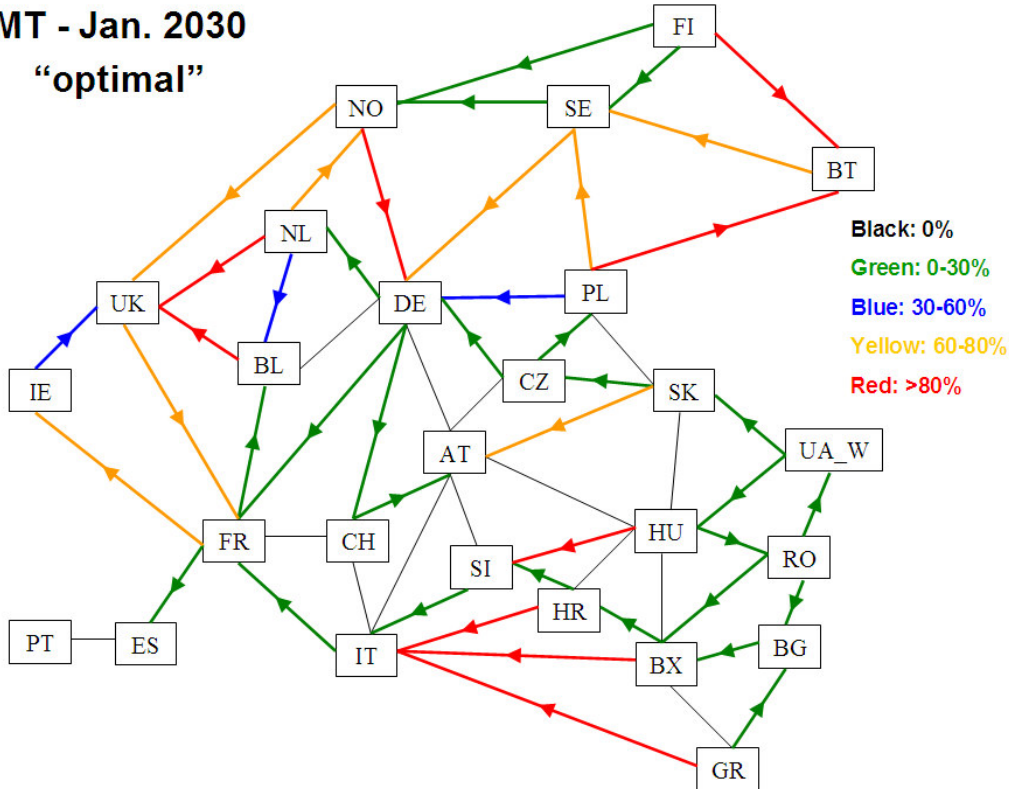 MT - Jan. 2030
“optimal”
FI
NO
SE
BT
NL
Black: 0%
Green: 0-30%
Blue: 30-60%
Yellow: 60-80%
Red: >80%
UK
DE
PL
BL
CZ
IE
SK
AT
UA_W
FR
CH
HU
RO
SI
HR
PT
ES
IT
BX
BG
GR